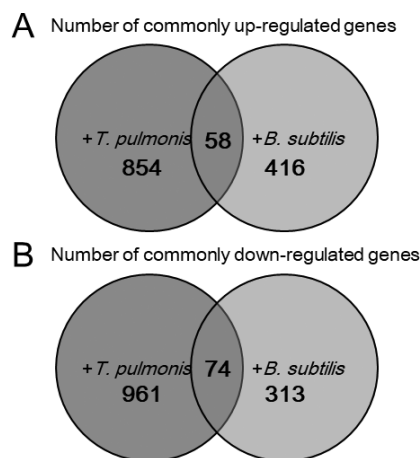 A Number of commonly up-regulated genes
+T. pulmonis 58 +B. subtilis
854 416
B Number of commonly down-regulated genes
+T. pulmonis 74 +B. subtilis
961 313